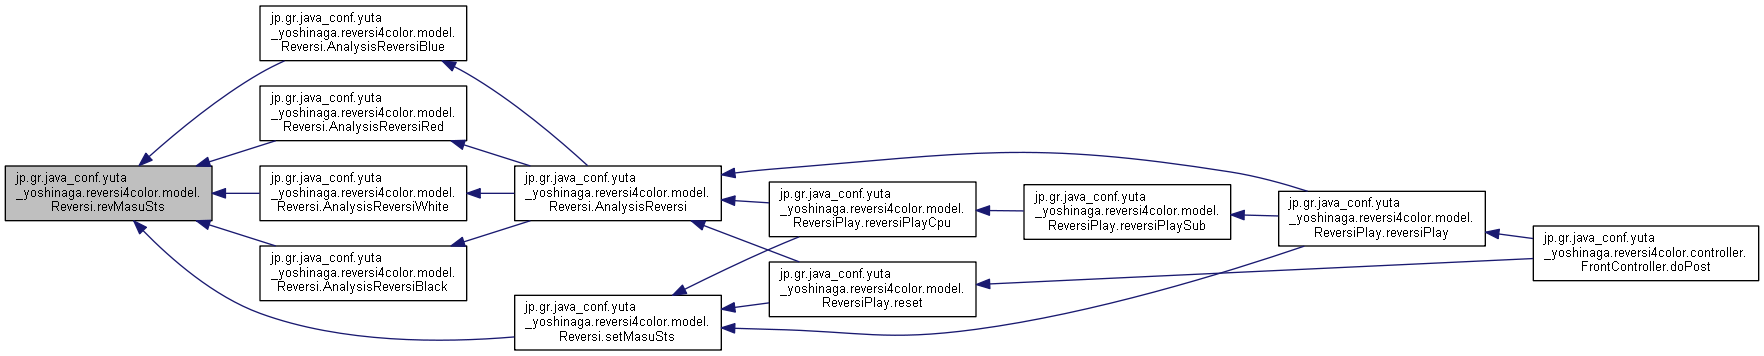 jp.gr.java_conf.yuta
_yoshinaga.reversi4color.model.
Reversi.revMasuSts
jp.gr.java_conf.yuta
_yoshinaga.reversi4color.model.
Reversi.AnalysisReversiBlue
jp.gr.java_conf.yuta
_yoshinaga.reversi4color.model.
Reversi.AnalysisReversiRed
jp.gr.java_conf.yuta
_yoshinaga.reversi4color.model.
Reversi.AnalysisReversiWhite
jp.gr.java_conf.yuta
_yoshinaga.reversi4color.model.
Reversi.AnalysisReversiBlack
jp.gr.java_conf.yuta
_yoshinaga.reversi4color.model.
Reversi.AnalysisReversi
jp.gr.java_conf.yuta
_yoshinaga.reversi4color.model.
Reversi.setMasuSts
jp.gr.java_conf.yuta
_yoshinaga.reversi4color.model.
ReversiPlay.reversiPlayCpu
jp.gr.java_conf.yuta
_yoshinaga.reversi4color.model.
ReversiPlay.reset
jp.gr.java_conf.yuta
_yoshinaga.reversi4color.model.
ReversiPlay.reversiPlaySub
jp.gr.java_conf.yuta
_yoshinaga.reversi4color.model.
ReversiPlay.reversiPlay
jp.gr.java_conf.yuta
_yoshinaga.reversi4color.controller.
FrontController.doPost